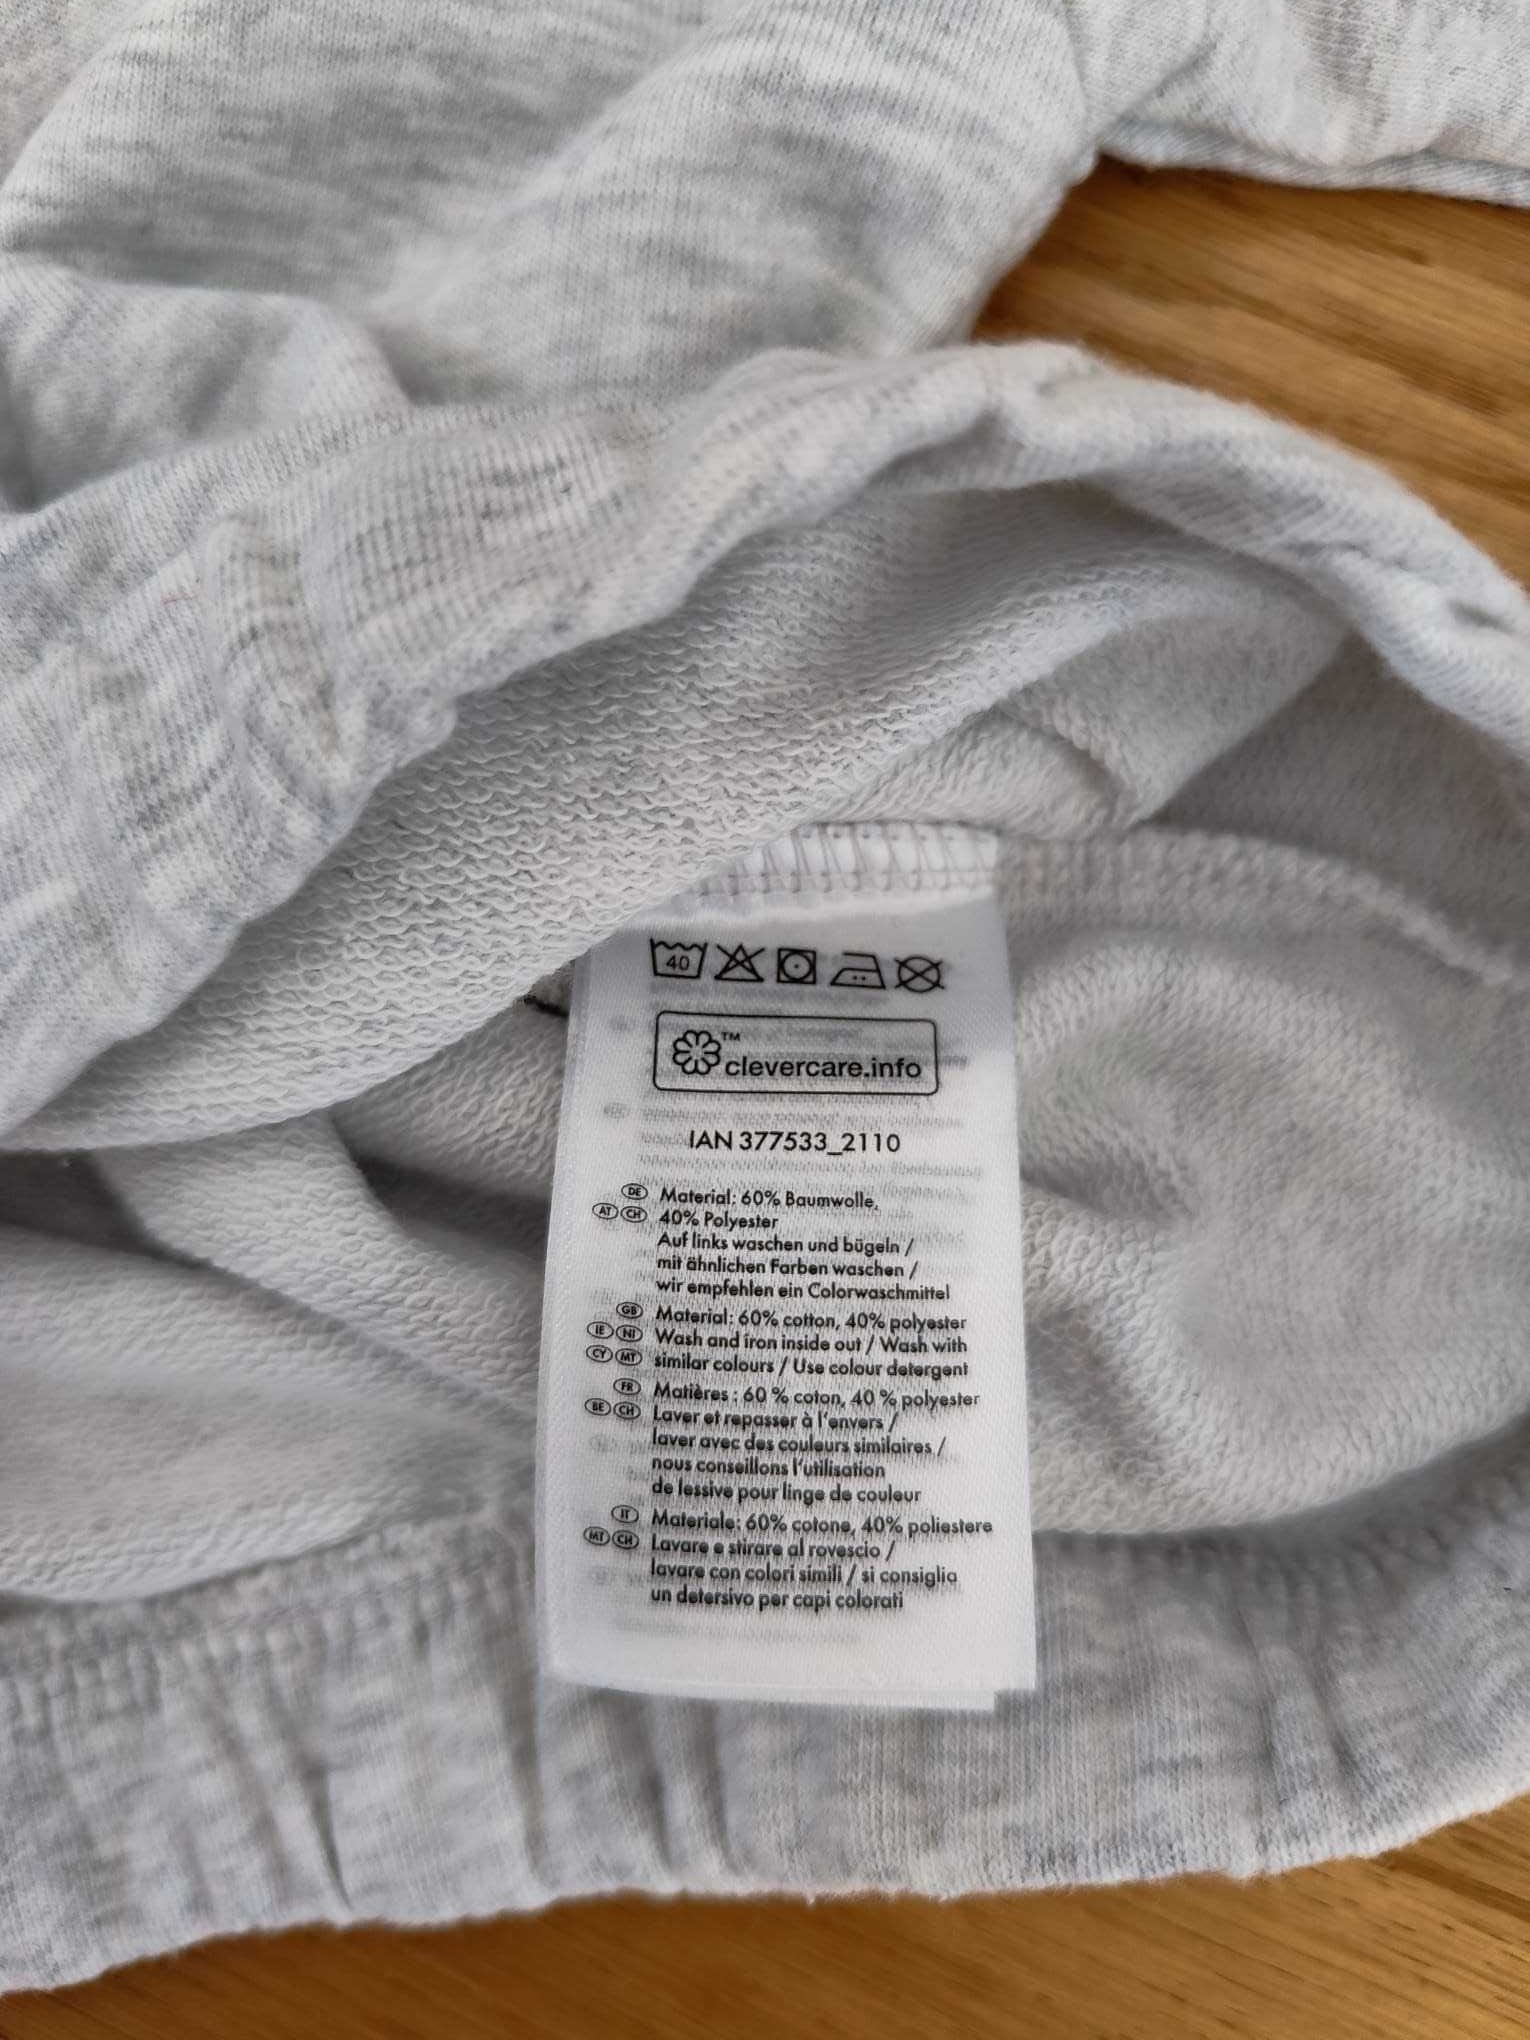 40
™
clevercare.info
IAN 377533_2110
DE Material: 60% Baumwolle,
AT CH 40% Polyester
Auf links waschen und bügeln /
mit ähnlichen Farben waschen /
wir empfehlen ein Colorwaschmittel
GB Material: 60% cotton, 40% polyester
IE NI Wash and iron inside out / Wash with
CY MT similar colours / Use colour detergent
FR Matières : 60 % coton, 40 % polyester
BE CH Laver et repasser à l'envers /
laver avec des couleurs similaires /
nous conseillons l'utilisation
de lessive pour linge de couleur
IT Materiale: 60% cotone, 40% poliestere
MT CH Lavare e stirare al rovescio /
lavare con colori simili / si consiglia
un detersivo per capi colorati